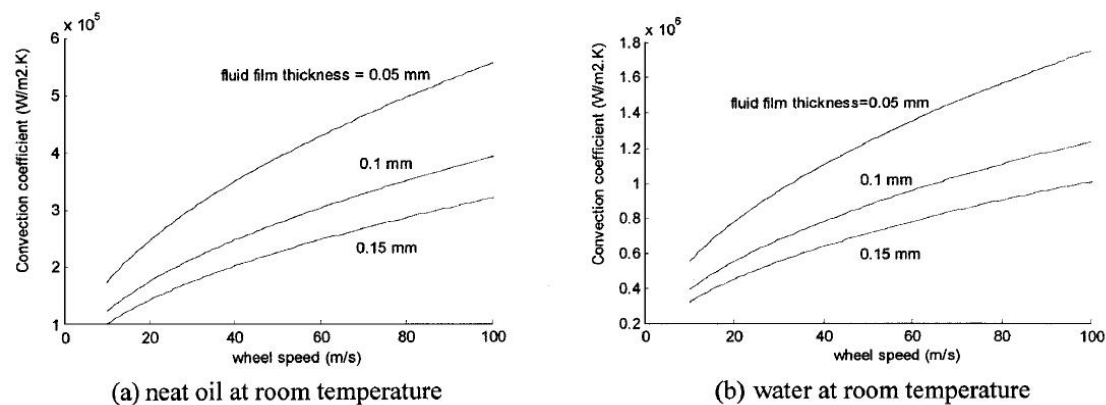 x 10⁵
6
5
4
3
2
1
0 20 40 60 80 100
Convection coefficient (W/m2.K)
wheel speed (m/s)
fluid film thickness = 0.05 mm
0.1 mm
0.15 mm
(a) neat oil at room temperature
x 10⁶
1.8
1.6
1.4
1.2
1
0.8
0.6
0.4
0.2
0 20 40 60 80 100
Convection coefficient (W/m2.K)
wheel speed (m/s)
fluid film thickness=0.05 mm
0.1 mm
0.15 mm
(b) water at room temperature